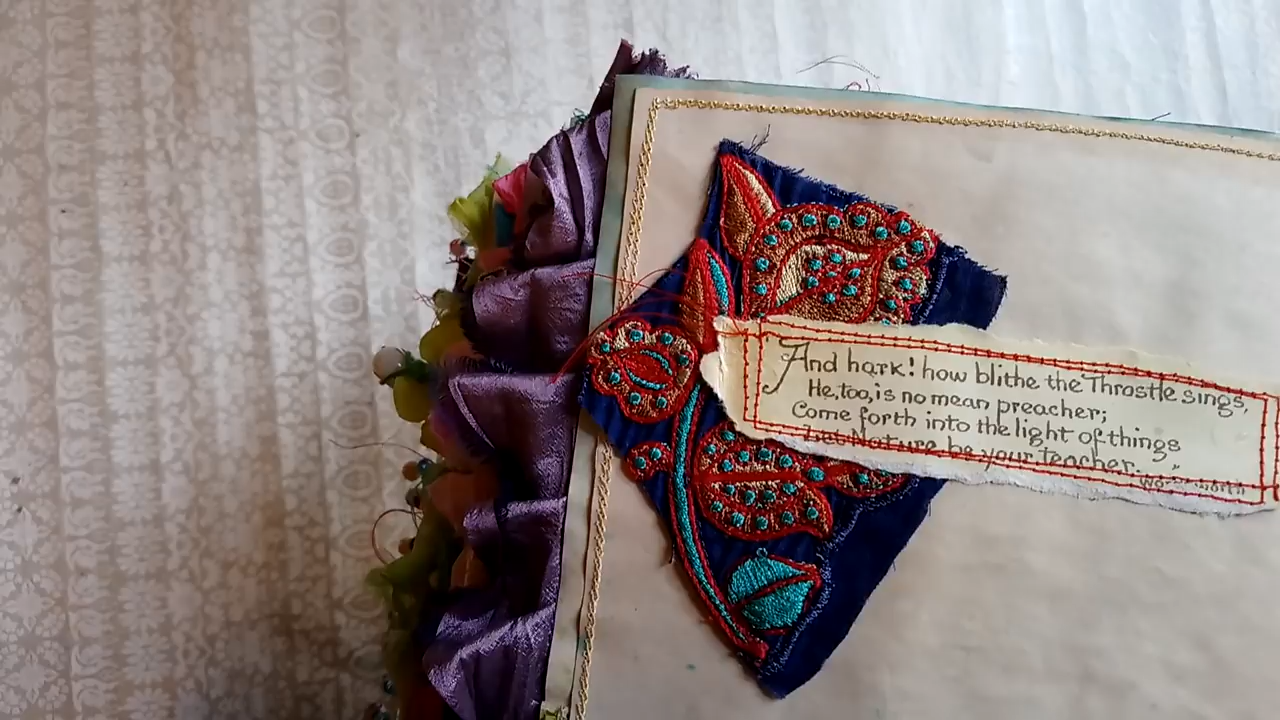 And hark! how blithe the Throstle sings,
He, too, is no mean preacher;
Come forth into the light of things
Let Nature be your teacher. "
Wordsworth